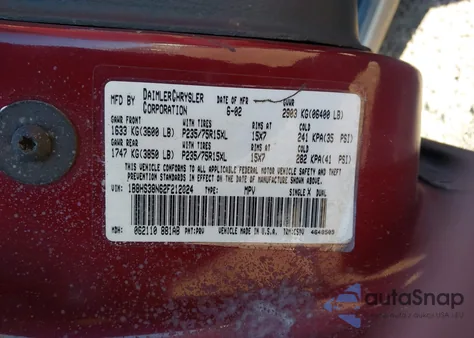 MFD BY DAIMLERCHRYSLER CORPORATION DATE OF MFR 6-02 GVWR 2903 KG(06400 LB)
GAWR FRONT WITH TIRES RIMS AT COLD
1633 KG(3600 LB) P235/75R15XL 15X7 241 KPA(35 PSI)
GAWR REAR WITH TIRES COLD
1747 KG(3850 LB) P235/75R15XL 15X7 282 KPA(41 PSI)
THIS VEHICLE CONFORMS TO ALL APPLICABLE FEDERAL MOTOR VEHICLE SAFETY AND THEFT
PREVENTION STANDARDS IN EFFECT ON THE DATE OF MANUFACTURE SHOWN ABOVE.
VIN: TYPE: MPV SINGLE X DUAL
MDH: 062110 VEHICLE MADE IN U.S.A.
autoSnap